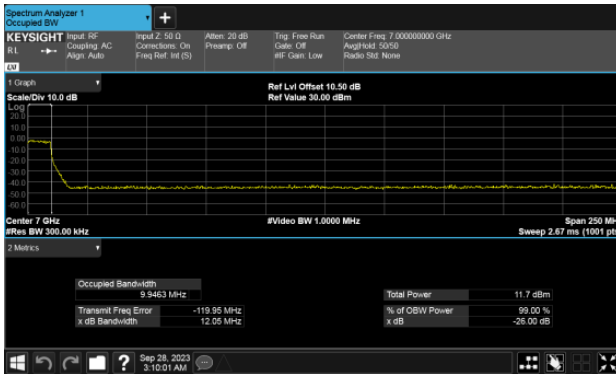 Spectrum Analyzer 1
Occupied BW
+
KEYSIGHT Input: RF Input Z: 50 Ω Atten: 20 dB Trig: Free Run Center Freq: 7.000000000 GHz
RL Coupling: AC Corrections: On Preamp: Off Gate: Off Avg|Hold: 50/50
Align: Auto Freq Ref: Int (S) #IF Gain: Low Radio Std: None
LXI
1 Graph
Ref Lvl Offset 10.50 dB
Scale/Div 10.0 dB Ref Value 30.00 dBm
Log
20.0
10.0
0.00
-10.0
-20.0
-30.0
-40.0
-50.0
-60.0
Center 7 GHz #Video BW 1.0000 MHz Span 250 MH
#Res BW 300.00 kHz Sweep 2.67 ms (1001 pts
2 Metrics
Occupied Bandwidth
9.9463 MHz Total Power 11.7 dBm
Transmit Freq Error -119.95 MHz % of OBW Power 99.00 %
x dB Bandwidth 12.05 MHz x dB -26.00 dB
?
Sep 28, 2023
3:10:01 AM